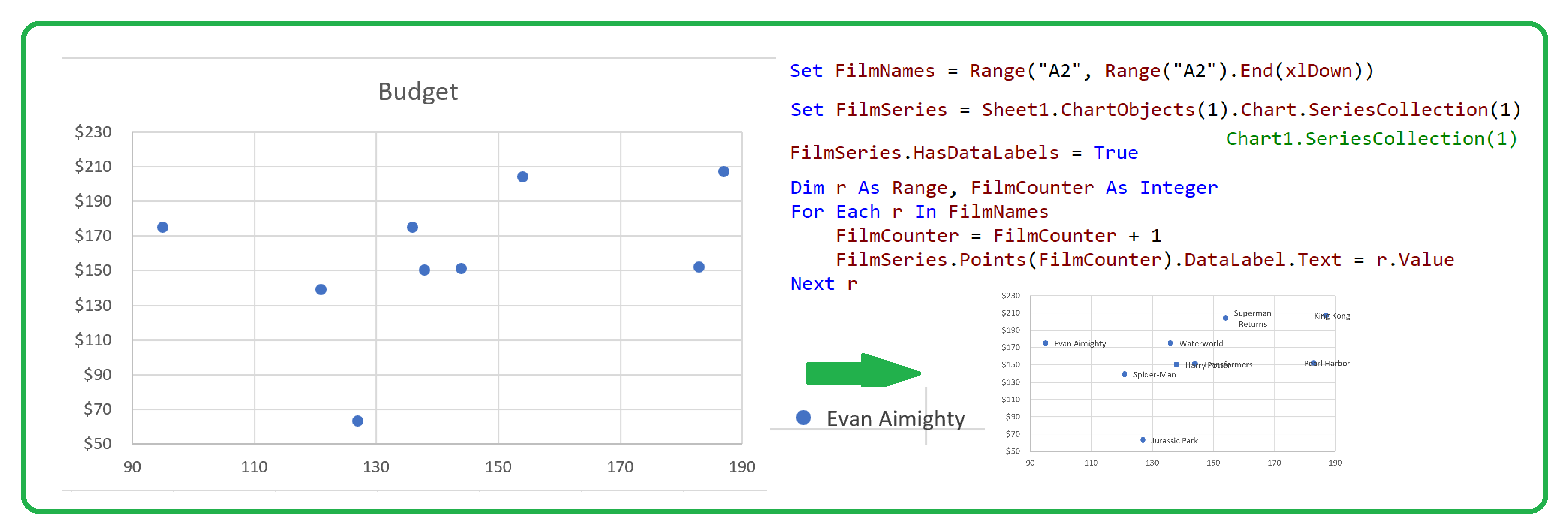 Budget
$230
$210
$190
$170
$150
$130
$110
$90
$70
$50
90 110 130 150 170 190
Set FilmNames = Range("A2", Range("A2").End(xlDown))
Set FilmSeries = Sheet1.ChartObjects(1).Chart.SeriesCollection(1)
Chart1.SeriesCollection(1)
FilmSeries.HasDataLabels = True
Dim r As Range, FilmCounter As Integer
For Each r In FilmNames
FilmCounter = FilmCounter + 1
FilmSeries.Points(FilmCounter).DataLabel.Text = r.Value
Next r
Evan Aimighty
$230
$210
$190
$170
$150
$130
$110
$90
$70
$50
Superman
Returns
King Kong
Evan Aimighty
Waterworld
Harry Potter
Pearl Harbor
Spider-Man
Jurassic Park
90 110 130 150 170 190